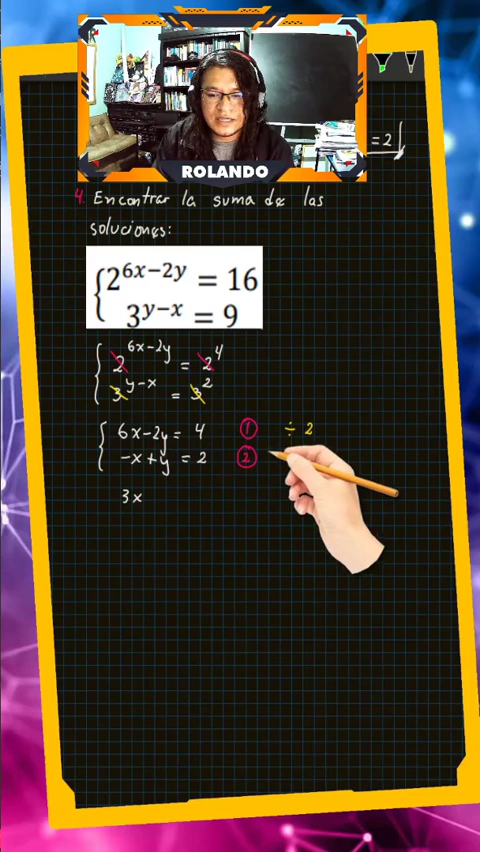 = 2
ROLANDO
4. Encontrar la suma de las
soluciones:
2^{6x-2y} = 16
3^{y-x} = 9
2^{6x-2y} = 2^4
3^{y-x} = 3^2
6x-2y = 4 ① ÷ 2
-x+y = 2 ②
3x